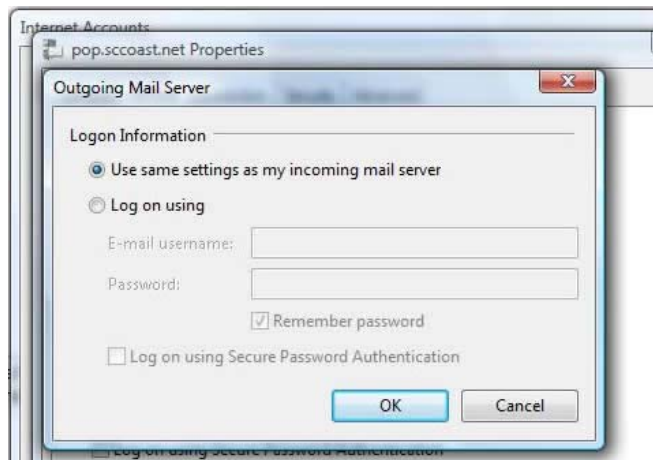 Internet Accounts
pop.sccoast.net Properties
Outgoing Mail Server
Logon Information
Use same settings as my incoming mail server
Log on using
E-mail username:
Password:
Remember password
Log on using Secure Password Authentication
OK Cancel
Log on using Secure Password Authentication